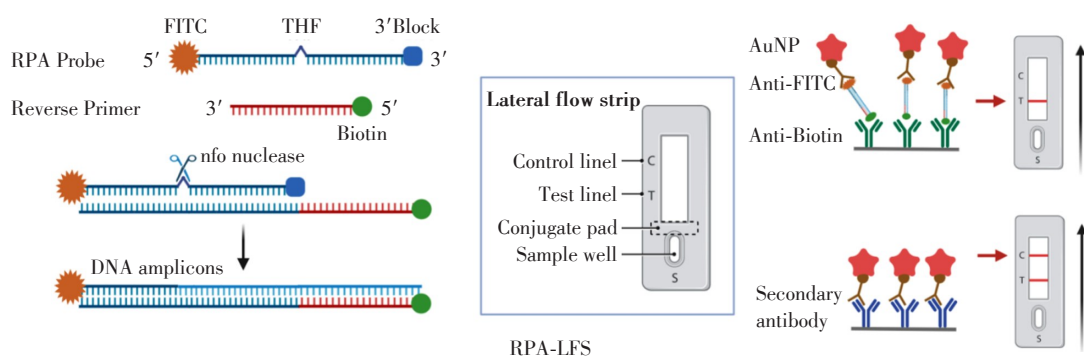 FITC THF 3′Block
RPA Probe 5′ 3′
Reverse Primer 3′ 5′
Biotin
nfo nuclease
DNA amplicons
Lateral flow strip
Control linel C
Test linel T
Conjugate pad
Sample well
S
RPA-LFS
AuNP
Anti-FITC
Anti-Biotin
C
T
S
Secondary
antibody
C
T
S